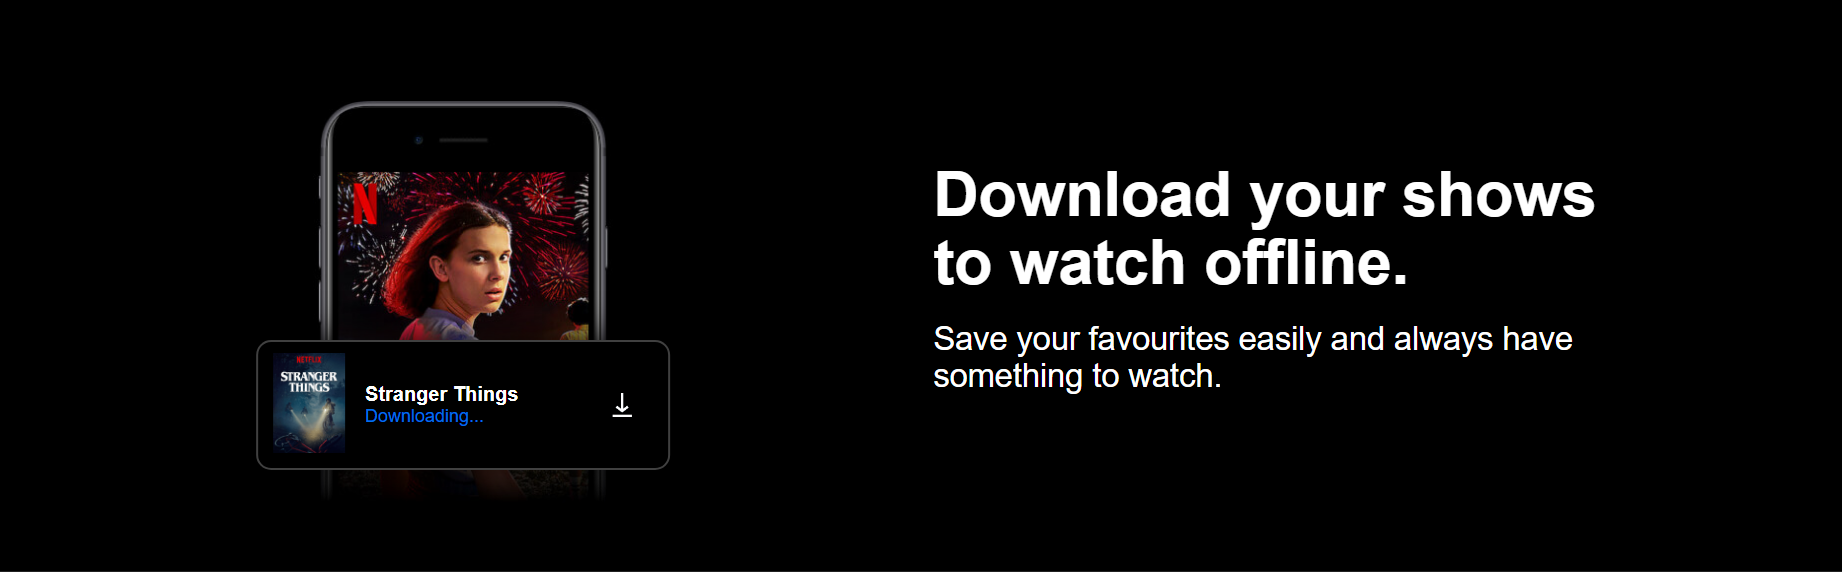 N
NETFLIX
STRANGER
THINGS
Stranger Things
Downloading...
Download your shows
to watch offline.
Save your favourites easily and always have
something to watch.